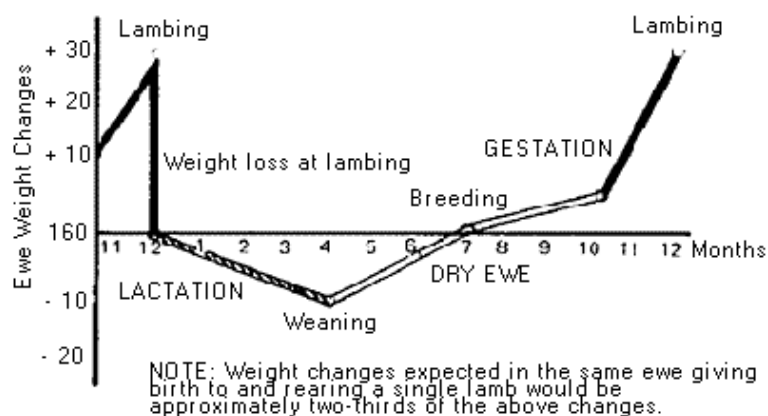 Lambing
Lambing
+ 30
+ 20
+ 10
160
- 10
- 20
Ewe Weight Changes
Weight loss at lambing
GESTATION
Breeding
11 12 1 2 3 4 5 6 7 8 9 10 11 12 Months
LACTATION
DRY EWE
Weaning
NOTE: Weight changes expected in the same ewe giving
birth to and rearing a single lamb would be
approximately two-thirds of the above changes.